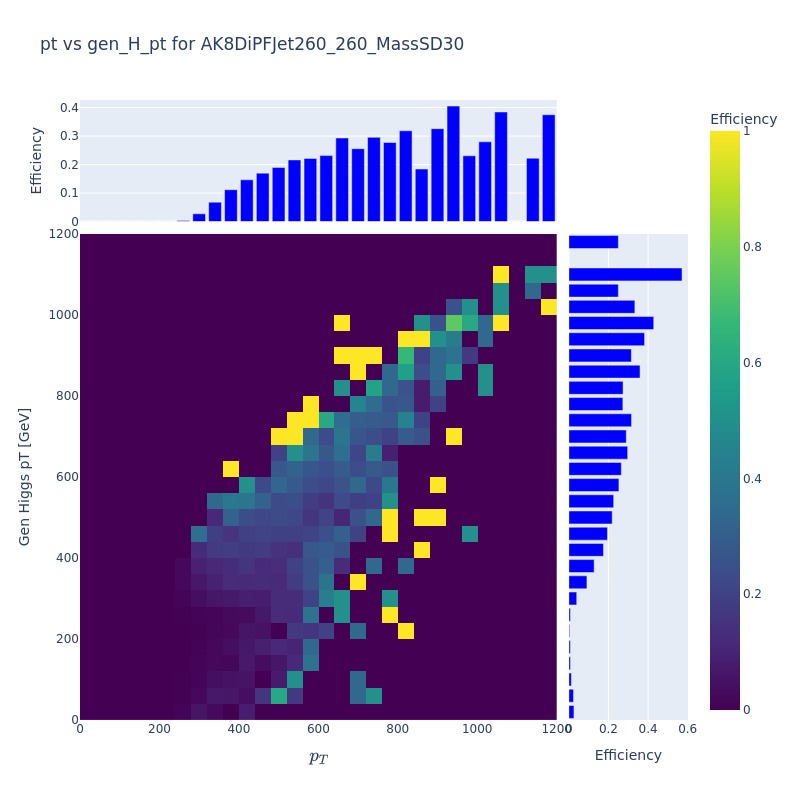 pt vs gen_H_pt for AK8DiPFJet260_260_MassSD30
Efficiency
0.4
0.3
0.2
0.1
0
Efficiency
1
0.8
0.6
0.4
0.2
0
Gen Higgs pT [GeV]
1200
1000
800
600
400
200
0
0 200 400 600 800 1000 1200
p_T
0 0.2 0.4 0.6
Efficiency